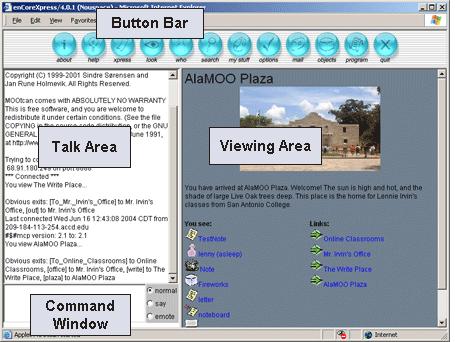 enCoreXpress/4.0.1 (Nouspace) - Microsoft Internet Explorer
File Edit View Favorites
Button Bar
about help xpress look who search my stuff options mail objects program quit
Copyright (C) 1999-2001 Sindre Sørensen and
Jan Rune Holmevik. All Rights Reserved.
MOOtcan comes with ABSOLUTELY NO WARRANTY
This is free software, and you are welcome to
redistribute it under certain conditions. (See the file
COPYING in the source code distribution, or the GNU
GENERAL June 1991,
at http://www
Talk Area
Trying to
68.91.180.249 on port 8888.
*** Connected ***
You view The Write Place...
Obvious exits: [To_Mr._Irvin's_Office] to Mr. Irvin's
Office, [out] to Mr. Irvin's Office
Last connected Wed Jun 16 12:43:08 2004 CDT from
209-184-113-254.accd.edu
#$#mcp version: 2.1 to: 2.1
You view AlaMOO Plaza...
Obvious exits: [To_Online_Classrooms] to Online
Classrooms, [office] to Mr. Irvin's Office, [write] to The
Write Place, [plaza] to AlaMOO Plaza
Command
Window
normal
say
emote
AlaMOO Plaza
Viewing Area
You have arrived at AlaMOO Plaza. Welcome! The sun is high and hot, and the
shade of large Live Oak trees deep. This place is the home for Lennie Irvin's
classes from San Antonio College.
You see:
TestNote
lenny (asleep)
Note
Fireworks
letter
noteboard
Links:
Online Classrooms
Mr. Irvin's Office
The Write Place
AlaMOO Plaza
Internet